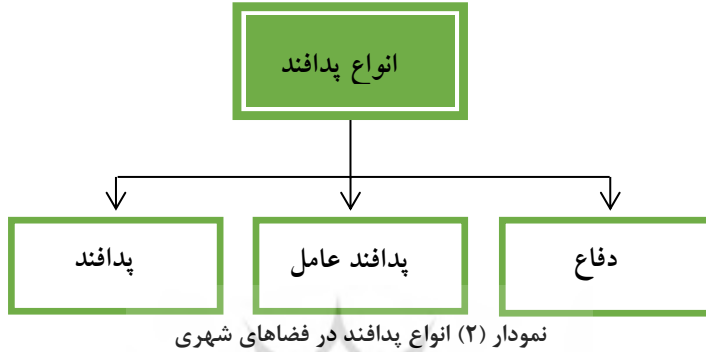 انواع پدافند
دفاع
پدافند عامل
پدافند
نمودار (۲) انواع پدافند در فضاهای شهری